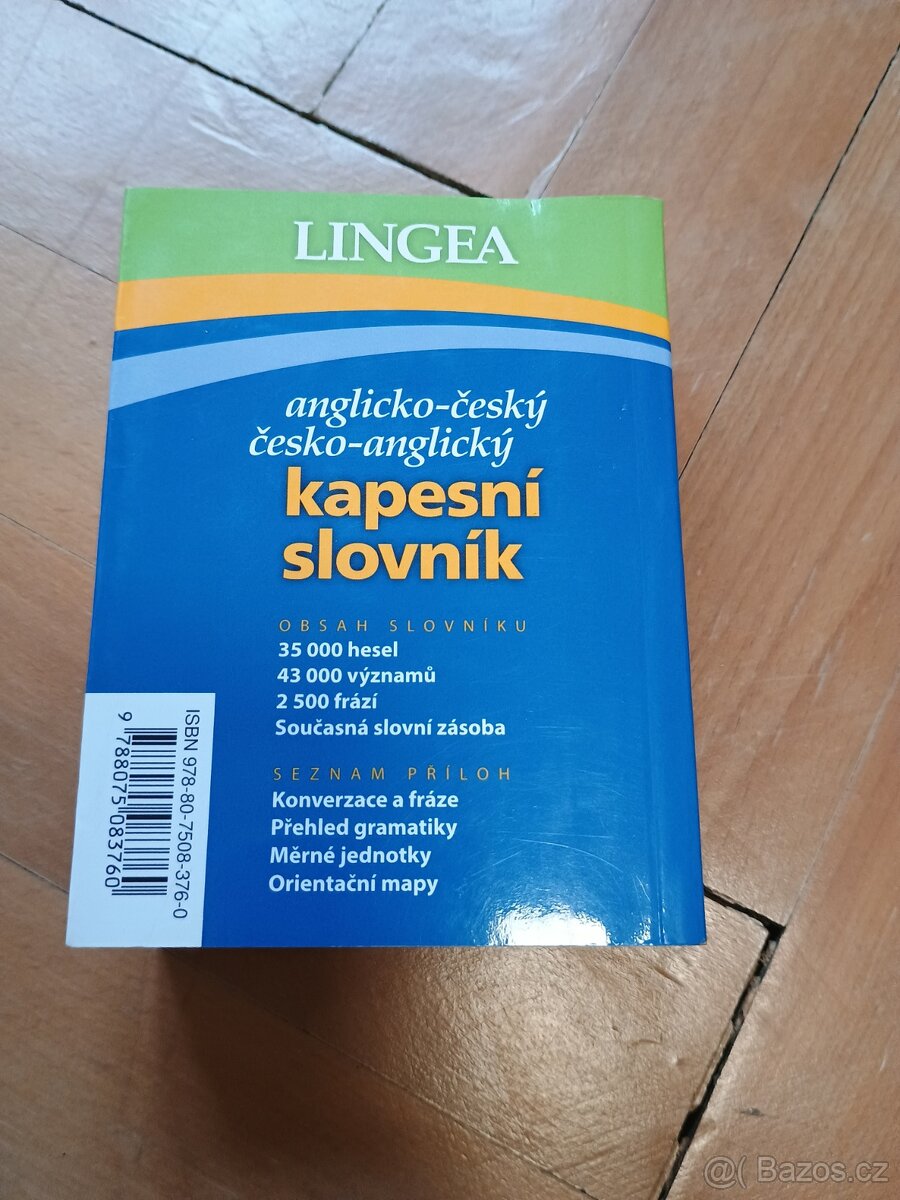 LINGEA
anglicko-český
česko-anglický
kapesní
slovník
OBSAH SLOVNÍKU
35 000 hesel
43 000 významů
2 500 frází
Současná slovní zásoba
SEZNAM PŘÍLOH
Konverzace a fráze
Přehled gramatiky
Měrné jednotky
Orientační mapy
ISBN 978-80-7508-376-0
9 788075 083760
@( Bazos.cz